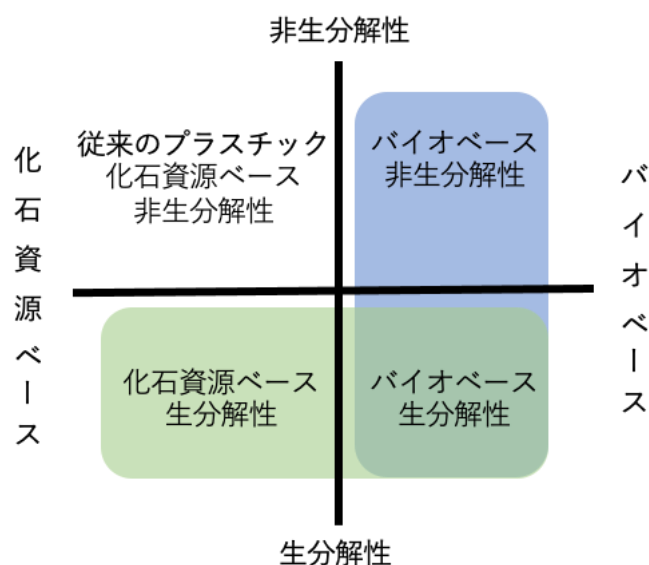 非生分解性
従来のプラスチック
化石資源ベース
非生分解性
バイオベース
非生分解性
化石資源ベース
バイオベース
化石資源ベース
生分解性
バイオベース
生分解性
生分解性